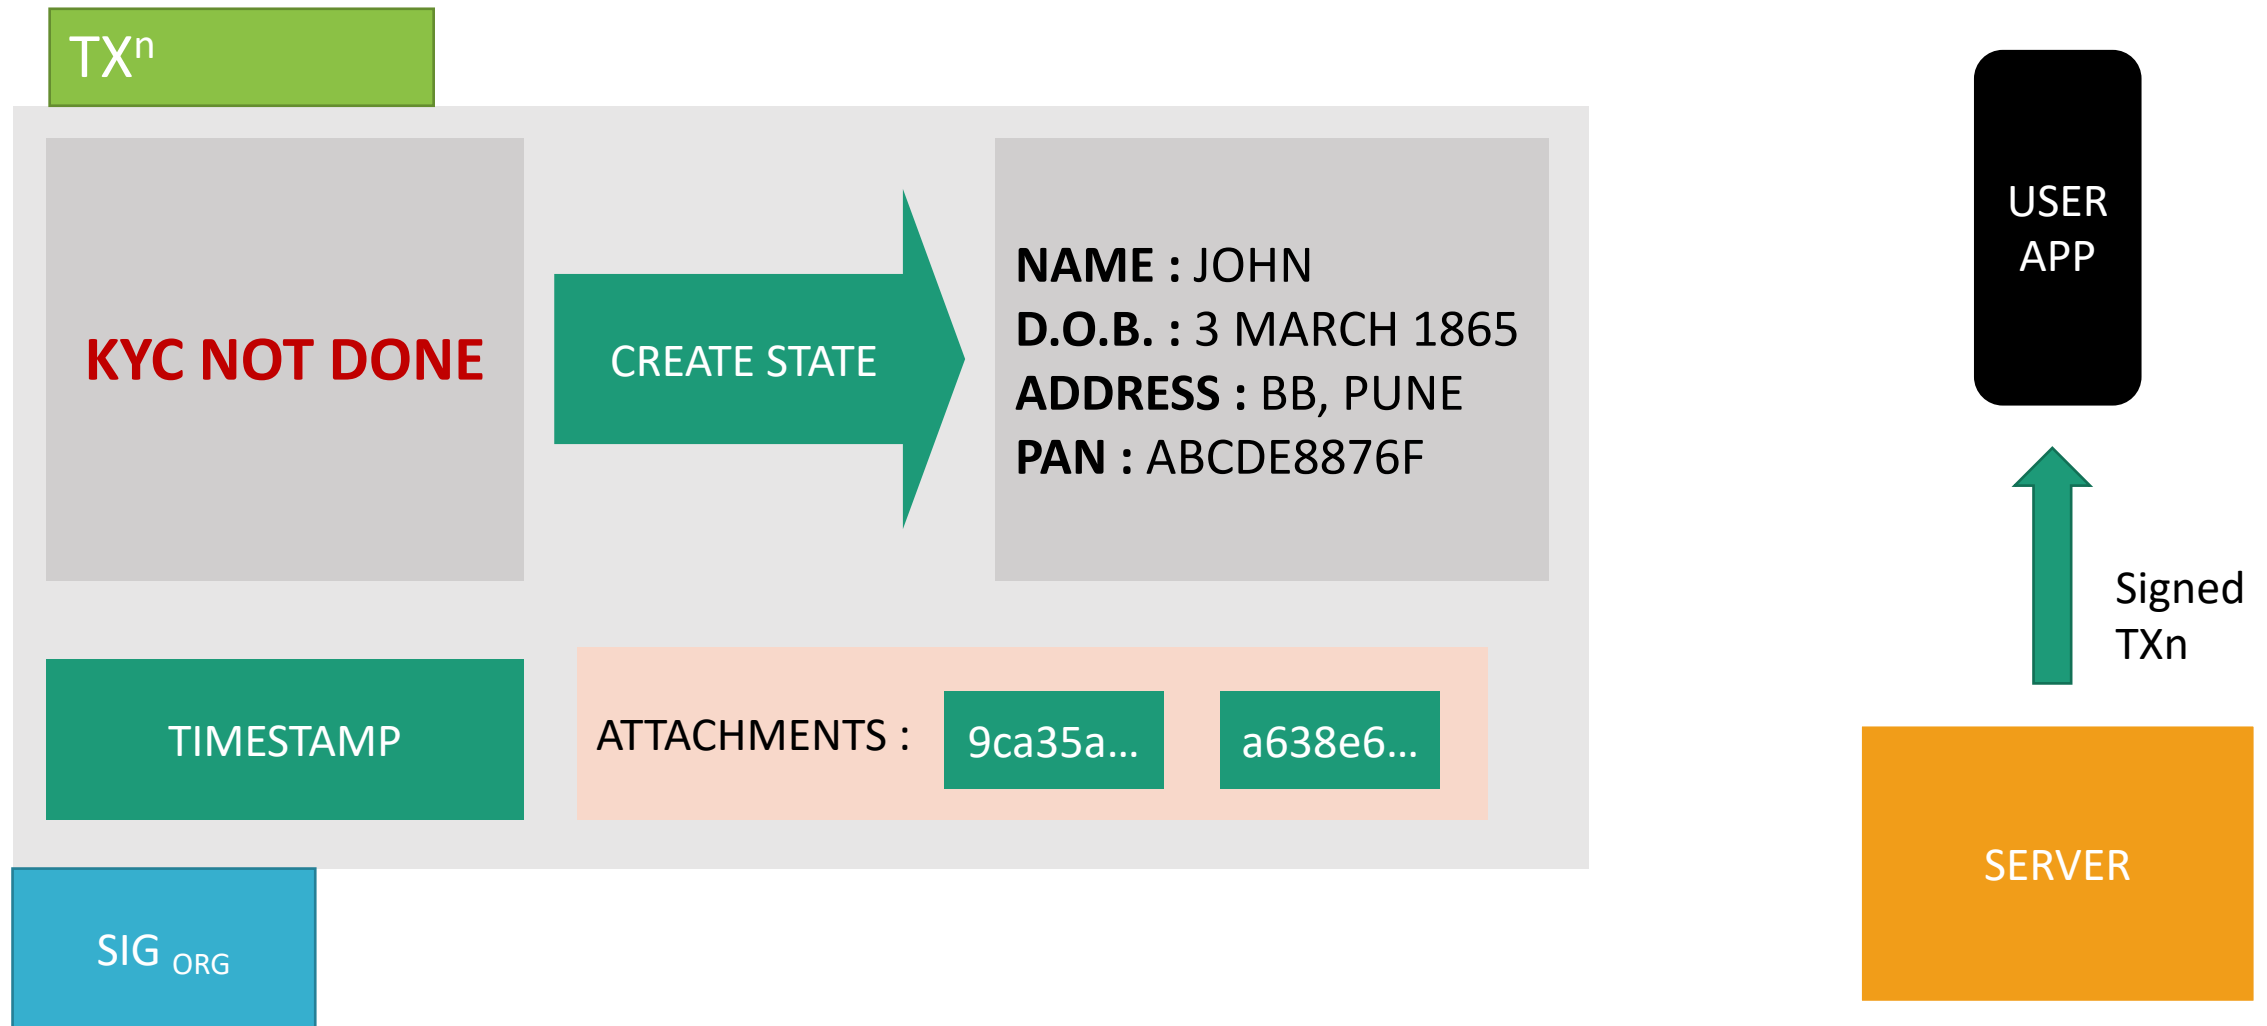 TXⁿ
KYC NOT DONE
CREATE STATE
NAME : JOHN
D.O.B. : 3 MARCH 1865
ADDRESS : BB, PUNE
PAN : ABCDE8876F
TIMESTAMP
ATTACHMENTS :
9ca35a...
a638e6...
SIG ORG
USER
APP
Signed
TXn
SERVER